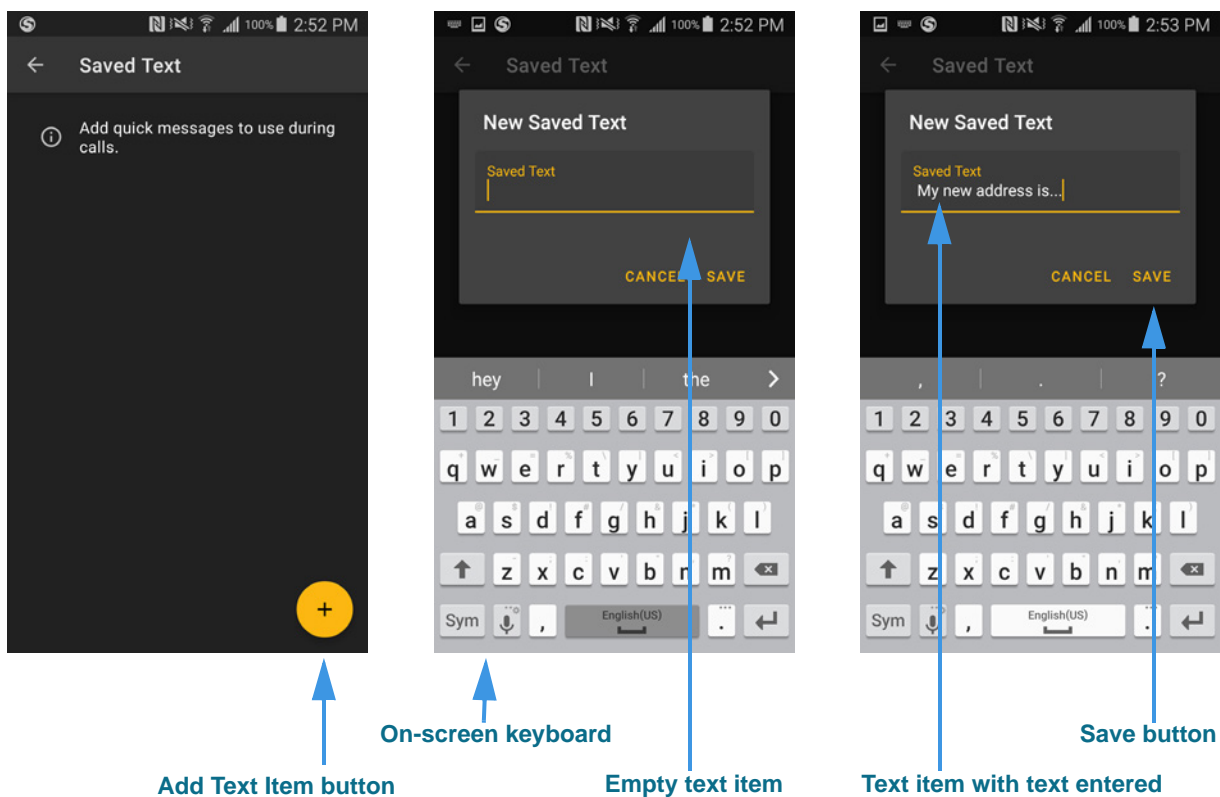 100% 2:52 PM
Saved Text
Add quick messages to use during
calls.
+
100% 2:52 PM
Saved Text
New Saved Text
Saved Text
CANCEL SAVE
hey I the >
1 2 3 4 5 6 7 8 9 0
q w e r t y u i o p
a s d f g h j k l
z x c v b n m
Sym , English(US) .
100% 2:53 PM
Saved Text
New Saved Text
Saved Text
My new address is...
CANCEL SAVE
, . ?
1 2 3 4 5 6 7 8 9 0
q w e r t y u i o p
a s d f g h j k l
z x c v b n m
Sym , English(US) .
On-screen keyboard
Save button
Add Text Item button
Empty text item
Text item with text entered